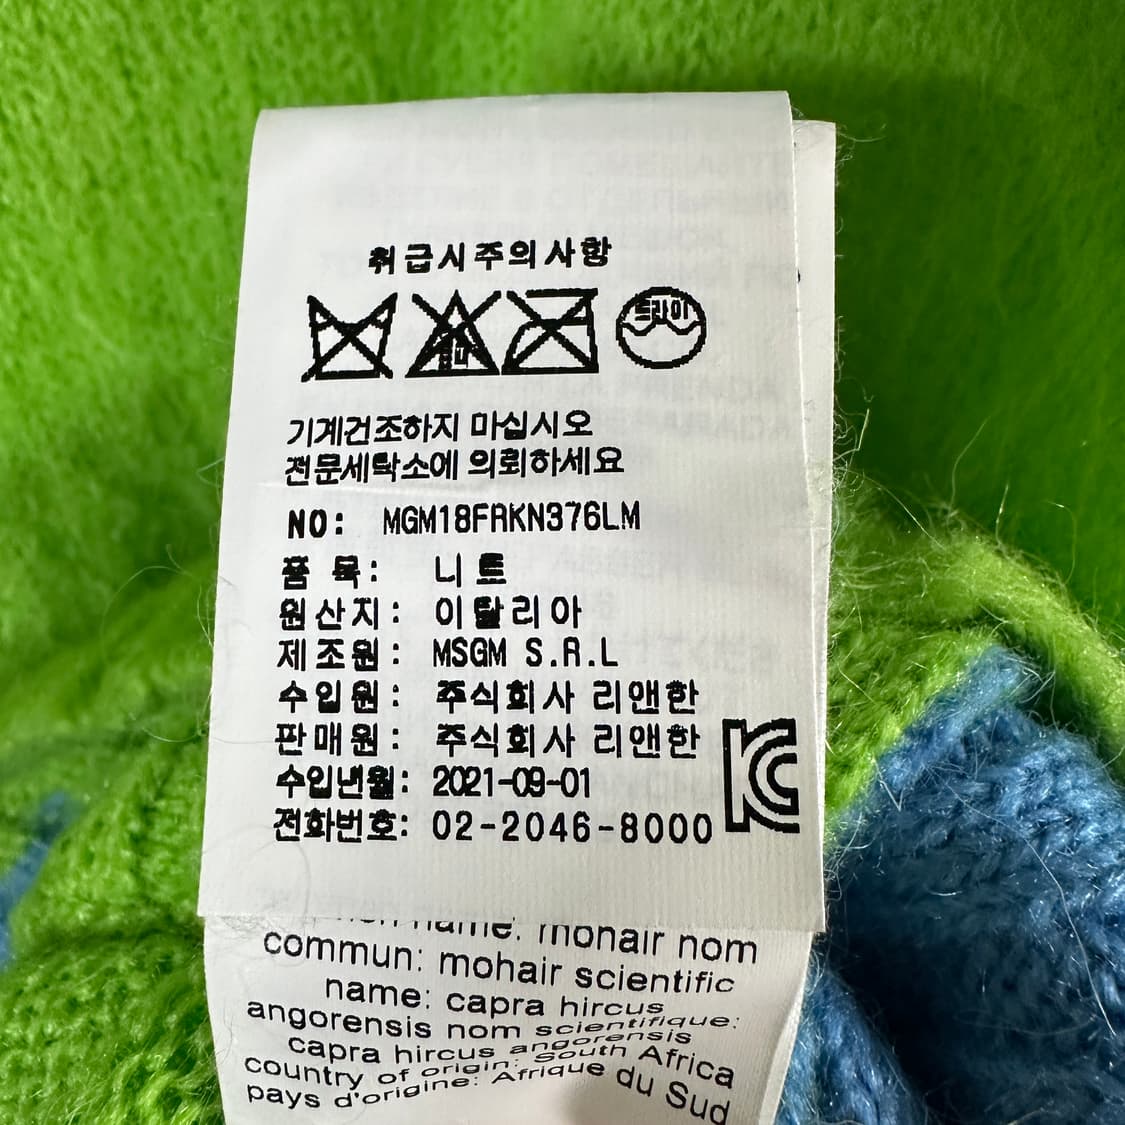 취급시주의사항
드라이
기계건조하지 마십시오
전문세탁소에 의뢰하세요
NO: MGM18FRKN376LM
품 목: 니트
원산지: 이탈리아
제조원: MSGM S.R.L
수입원: 주식회사 리앤한
판매원: 주식회사 리앤한
수입년월: 2021-09-01
전화번호: 02-2046-8000
name: mohair nom
commun: mohair scientific
name: capra hircus
angorensis nom scientifique:
capra hircus angorensis
country of origin: South Africa
pays d'origine: Afrique du Sud